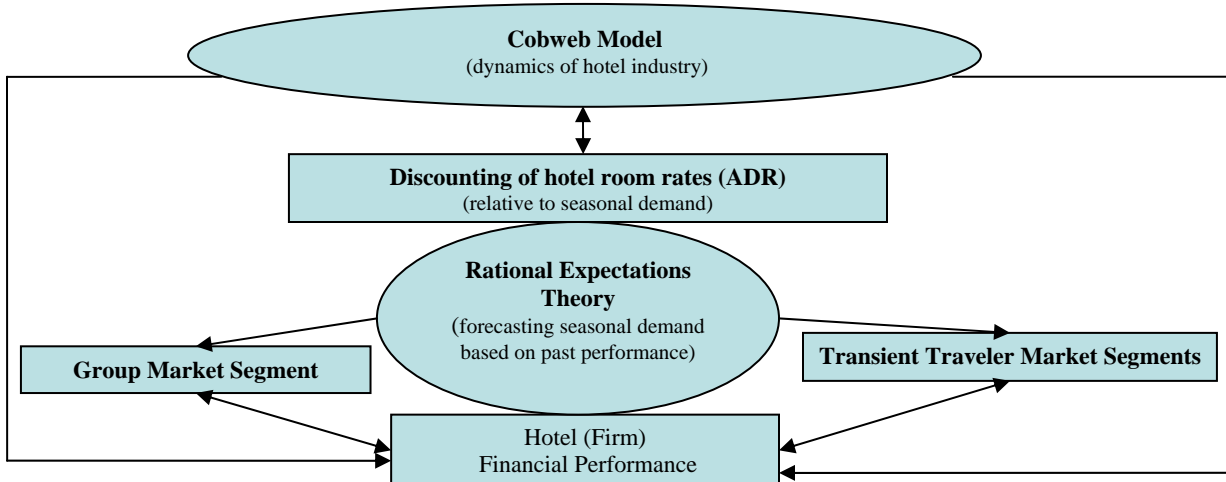 Cobweb Model
(dynamics of hotel industry)
Discounting of hotel room rates (ADR)
(relative to seasonal demand)
Rational Expectations
Theory
(forecasting seasonal demand
based on past performance)
Group Market Segment
Transient Traveler Market Segments
Hotel (Firm)
Financial Performance